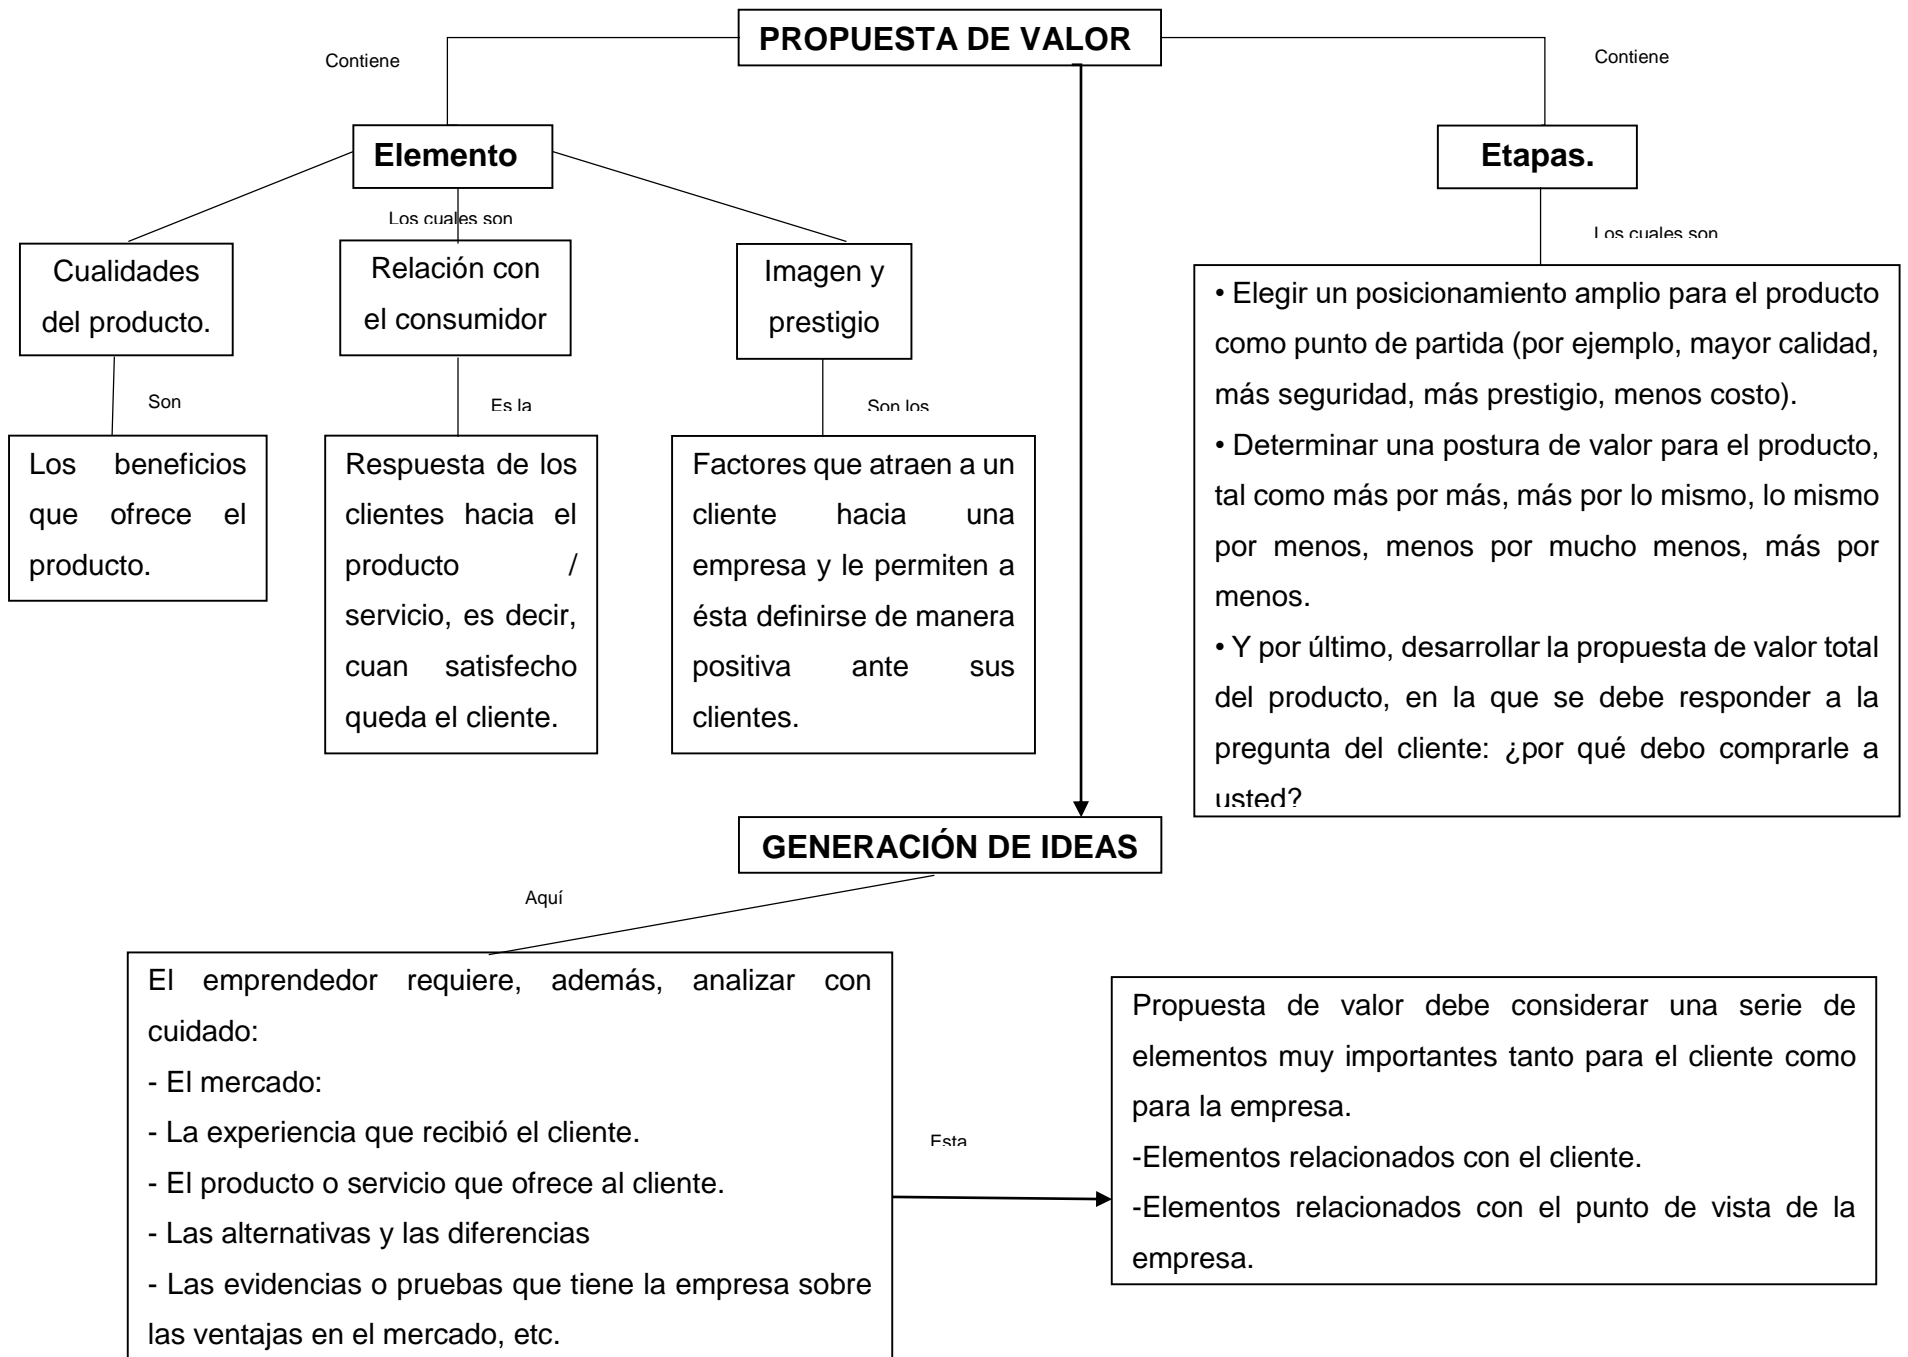 PROPUESTA DE VALOR
Contiene
Contiene
Elemento
Etapas.
Los cuales son
Los cuales son
Cualidades
del producto.
Relación con
el consumidor
Imagen y
prestigio
Son
Es la
Son los
Los beneficios
que ofrece el
producto.
Respuesta de los
clientes hacia el
producto /
servicio, es decir,
cuan satisfecho
queda el cliente.
Factores que atraen a un
cliente hacia una
empresa y le permiten a
ésta definirse de manera
positiva ante sus
clientes.
• Elegir un posicionamiento amplio para el producto
como punto de partida (por ejemplo, mayor calidad,
más seguridad, más prestigio, menos costo).
• Determinar una postura de valor para el producto,
tal como más por más, más por lo mismo, lo mismo
por menos, menos por mucho menos, más por
menos.
• Y por último, desarrollar la propuesta de valor total
del producto, en la que se debe responder a la
pregunta del cliente: ¿por qué debo comprarle a
usted?
GENERACIÓN DE IDEAS
Aquí
El emprendedor requiere, además, analizar con
cuidado:
- El mercado:
- La experiencia que recibió el cliente.
- El producto o servicio que ofrece al cliente.
- Las alternativas y las diferencias
- Las evidencias o pruebas que tiene la empresa sobre
las ventajas en el mercado, etc.
Esta
Propuesta de valor debe considerar una serie de
elementos muy importantes tanto para el cliente como
para la empresa.
-Elementos relacionados con el cliente.
-Elementos relacionados con el punto de vista de la
empresa.